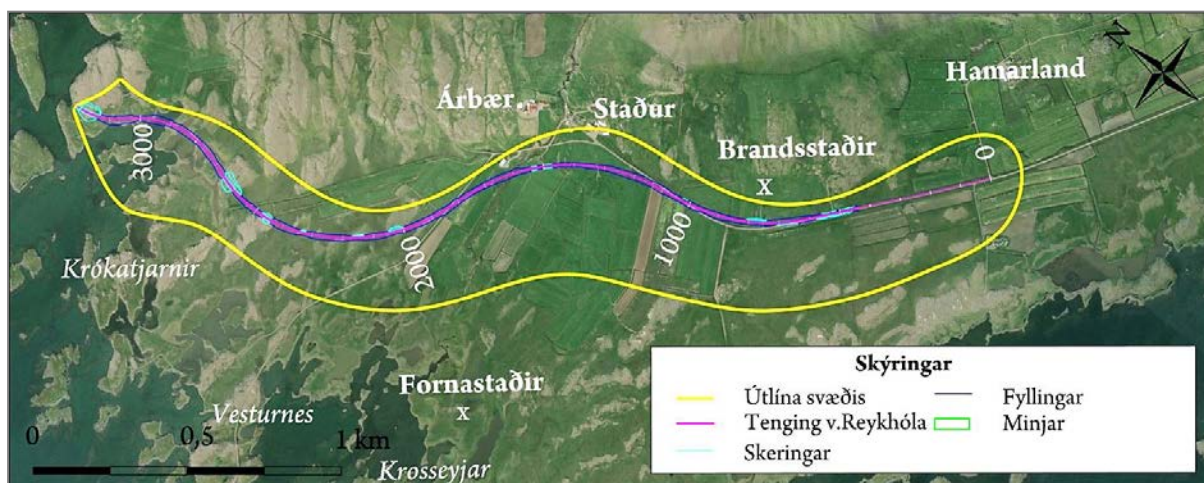 N
Hamarland
Árbær.
Staður
Brandsstaðir
0
3000
1000
2000
Krókatjarnir
Fornastaðir
x
x
Vesturnes
Krosseyjar
0
0,5
1 km
Skýringar
Útlína svæðis
Fyllingar
Tenging v.Reykhóla
Minjar
Skeringar